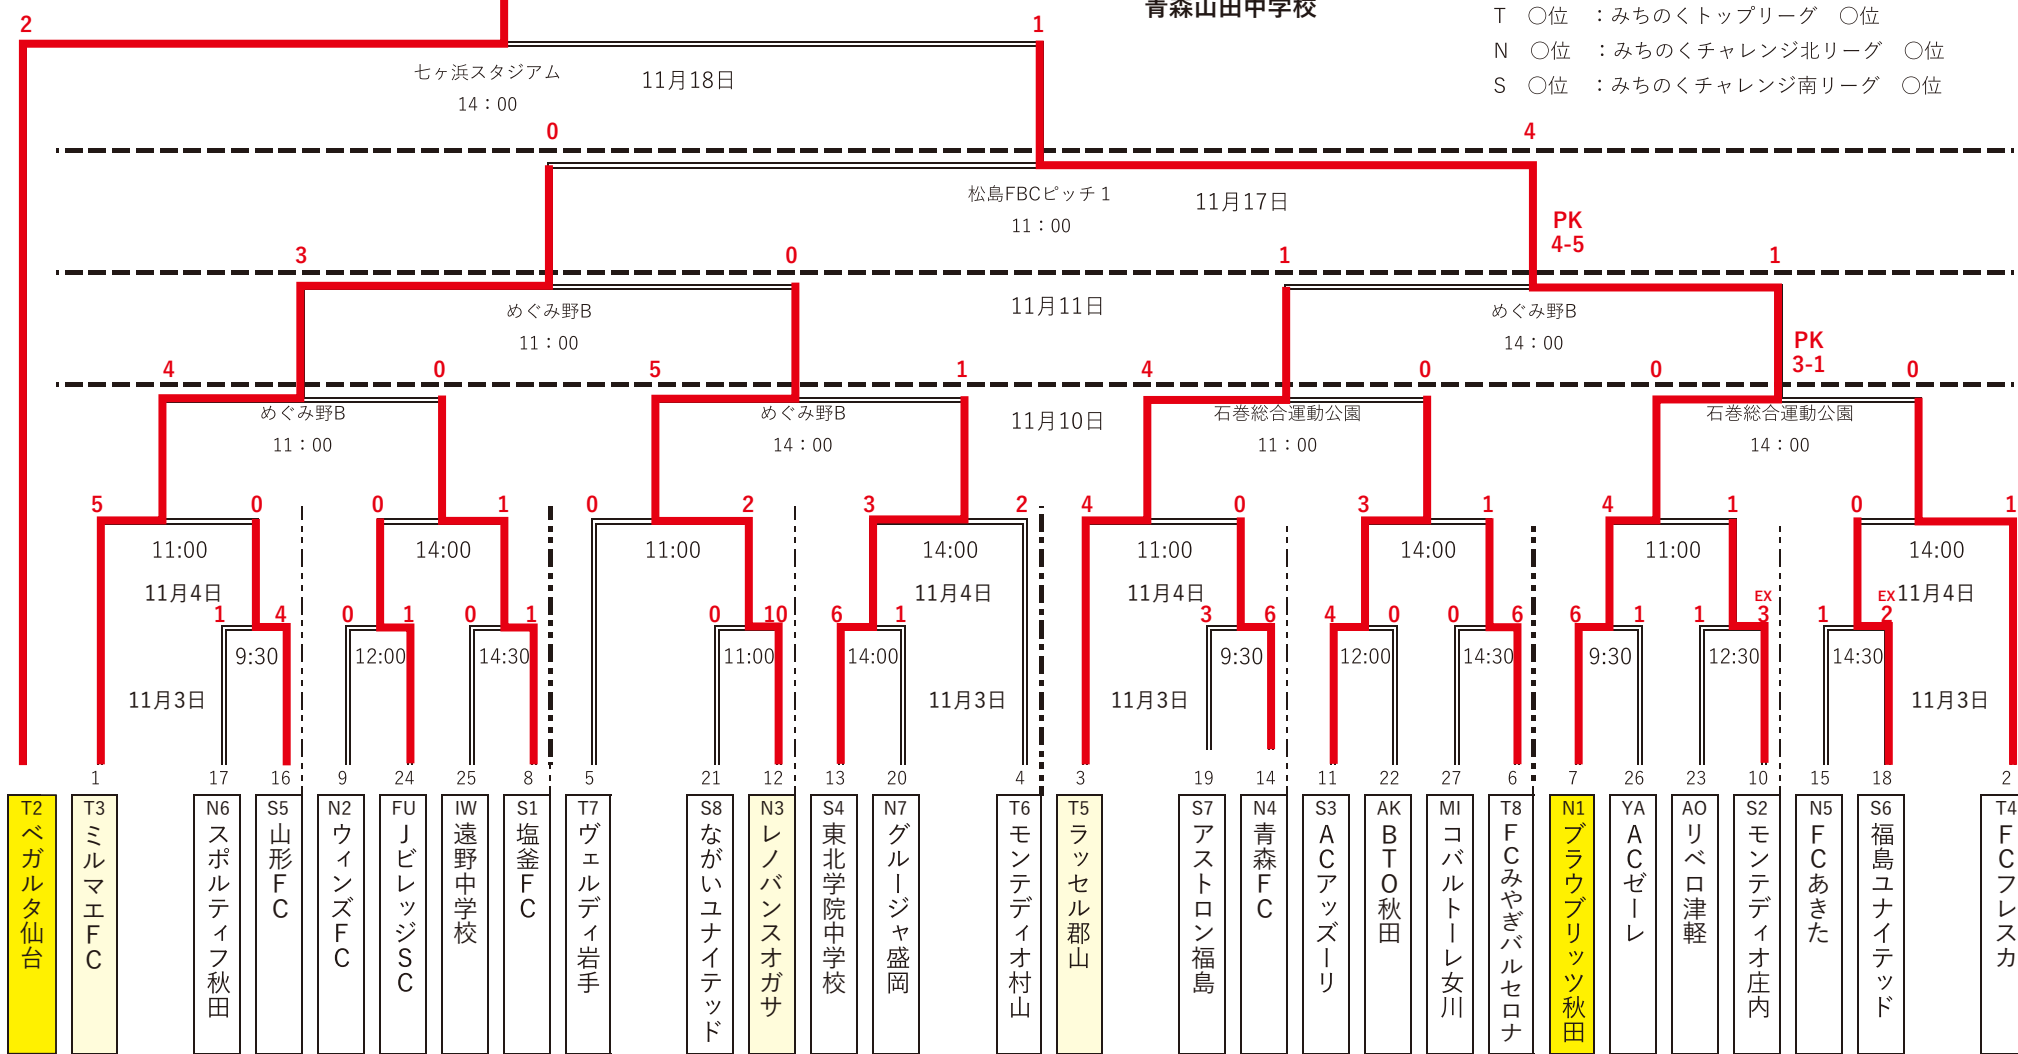 青森山田中学校
T　〇位　：みちのくトップリーグ　〇位
N　〇位　：みちのくチャレンジ北リーグ　〇位
S　〇位　：みちのくチャレンジ南リーグ　〇位
2 1
七ヶ浜スタジアム 11月18日
14：00
0 4
松島FBCピッチ１ 11月17日
11：00
PK
4-5
3 0 1 1
めぐみ野B 11月11日 めぐみ野B
11：00 14：00
PK
3-1
4 0 5 1 4 0 0 0
めぐみ野B めぐみ野B 11月10日 石巻総合運動公園 石巻総合運動公園
11：00 14：00 11：00 14：00
5 0 0 1 0 2 3 2 4 0 3 1 4 1 0 1
11:00 14:00 11:00 14:00 11:00 14:00 11:00 14:00
11月4日 11月4日 11月4日 11月4日
EX EX
1 4 0 1 0 1 0 10 6 1 3 6 4 0 0 6 6 1 1 3 1 2
9:30 12:00 14:30 11:00 14:00 9:30 12:00 14:30 9:30 12:30 14:30
11月3日 11月3日 11月3日 11月3日
1 17 16 9 24 25 8 5 21 12 13 20 4 3 19 14 11 22 27 6 7 26 23 10 15 18 2
T2 ベガルタ仙台
T3 ミルマエFC
N6 スポルティフ秋田
S5 山形FC
N2 ウィンズFC
FU JビレッジSC
IW 遠野中学校
S1 塩釜FC
T7 ヴェルディ岩手
S8 ながいユナイテッド
N3 レノバンスオガサ
S4 東北学院中学校
N7 グルージャ盛岡
T6 モンテディオ村山
T5 ラッセル郡山
S7 アストロン福島
N4 青森FC
S3 ACアッズーリ
AK BTO秋田
MI コバルトーレ女川
T8 FCみやぎバルセロナ
N1 ブラウブリッツ秋田
YA ACゼーレ
AO リベロ津軽
S2 モンテディオ庄内
N5 FCあきた
S6 福島ユナイテッド
T4 FCフレスカ